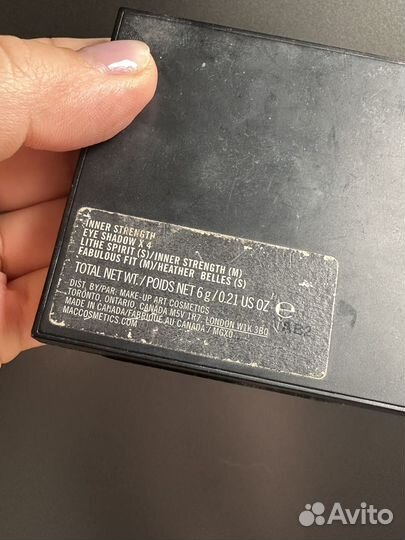 INNER STRENGTH
EYE SHADOW X 4
LITHE SPIRIT (S)/INNER STRENGTH (M)
FABULOUS FIT (M)/HEATHER BELLES (S)
TOTAL NET WT./POIDS NET 6 g/0.21 US OZ
DIST. BY/PAR. MAKE-UP ART COSMETICS
TORONTO, ONTARIO, CANADA M5V 1R7, LONDON W1K 3BQ
MADE IN CANADA/FABRIQUÉ AU CANADA / MGX0
MACCOSMETICS.COM
Avito